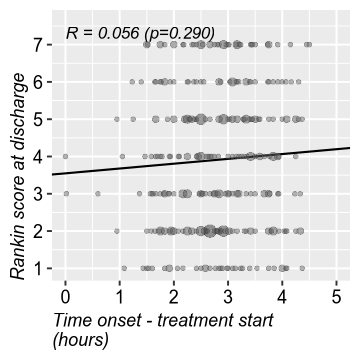 R = 0.056 (p=0.290)
7
6
5
4
3
2
1
Rankin score at discharge
0 1 2 3 4 5
Time onset - treatment start
(hours)